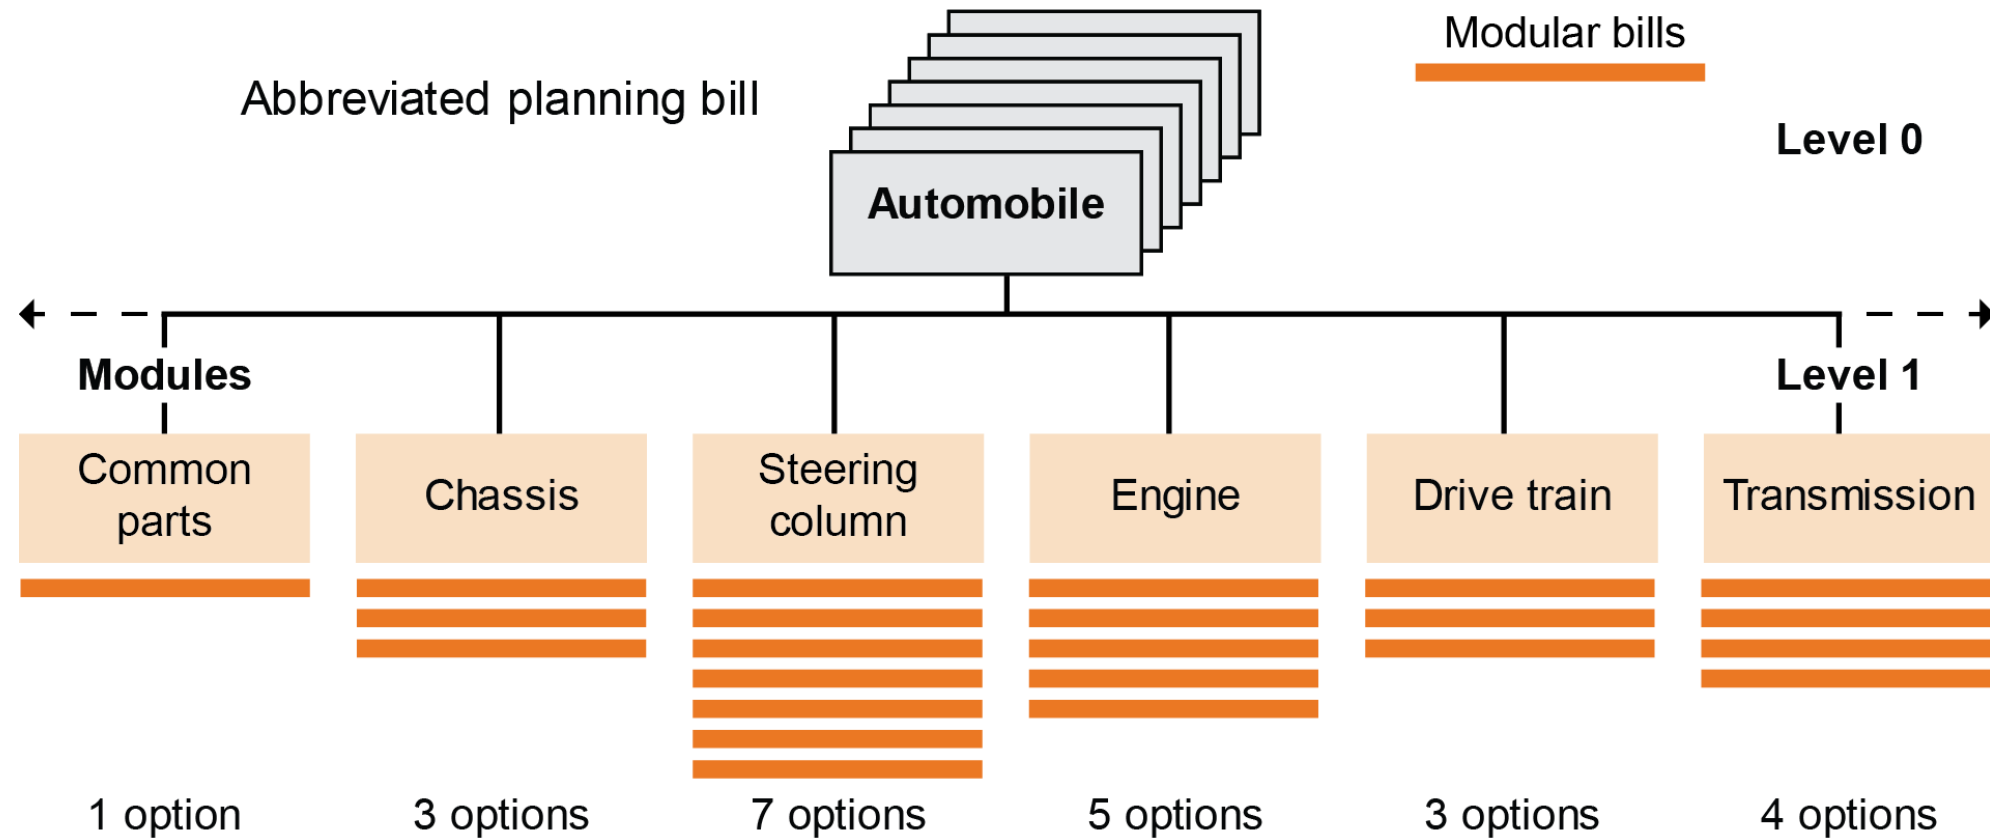 Modular bills
Abbreviated planning bill
Level 0
Automobile
Modules
Level 1
Common
parts
Chassis
Steering
column
Engine
Drive train
Transmission
1 option
3 options
7 options
5 options
3 options
4 options